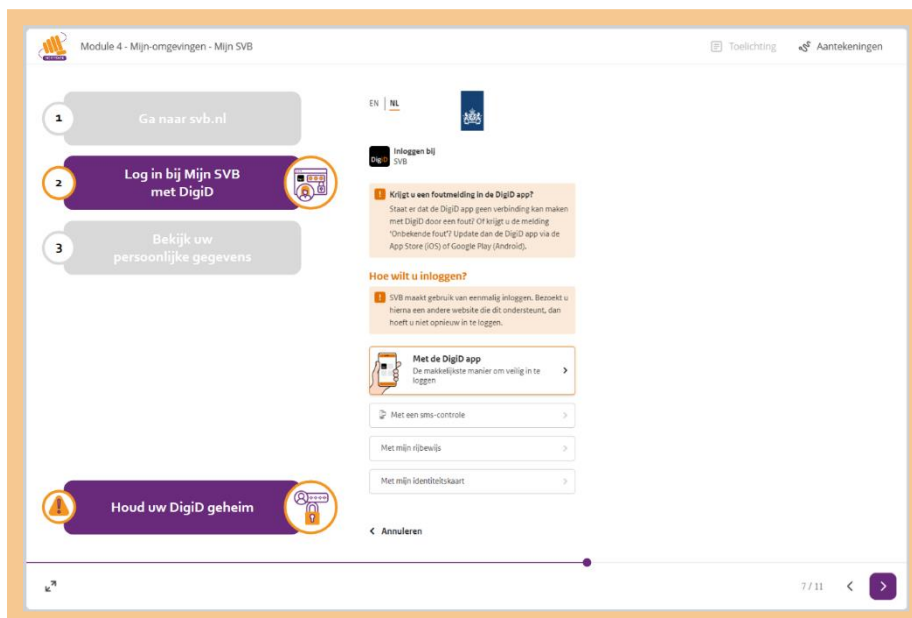 Module 4 - Mijn-omgevingen - Mijn SVB
Toelichting
Aantekeningen
1
Ga naar svb.nl
2
Log in bij Mijn SVB
met DigiD
3
Bekijk uw
persoonlijke gegevens
Houd uw DigiD geheim
EN | NL
DigiD
Inloggen bij
SVB
Krijgt u een foutmelding in de DigiD app?
Staat er dat de DigiD app geen verbinding kan maken
met DigiD door een fout? Of krijgt u de melding
'Onbekende fout'? Update dan de DigiD app via de
App Store (iOS) of Google Play (Android).
Hoe wilt u inloggen?
SVB maakt gebruik van eenmalig inloggen. Bezoekt u
hierna een andere website die dit ondersteunt, dan
hoeft u niet opnieuw in te loggen.
Met de DigiD app
De makkelijkste manier om veilig in te
loggen
Met een sms-controle
Met mijn rijbewijs
Met mijn identiteitskaart
Annuleren
7 / 11